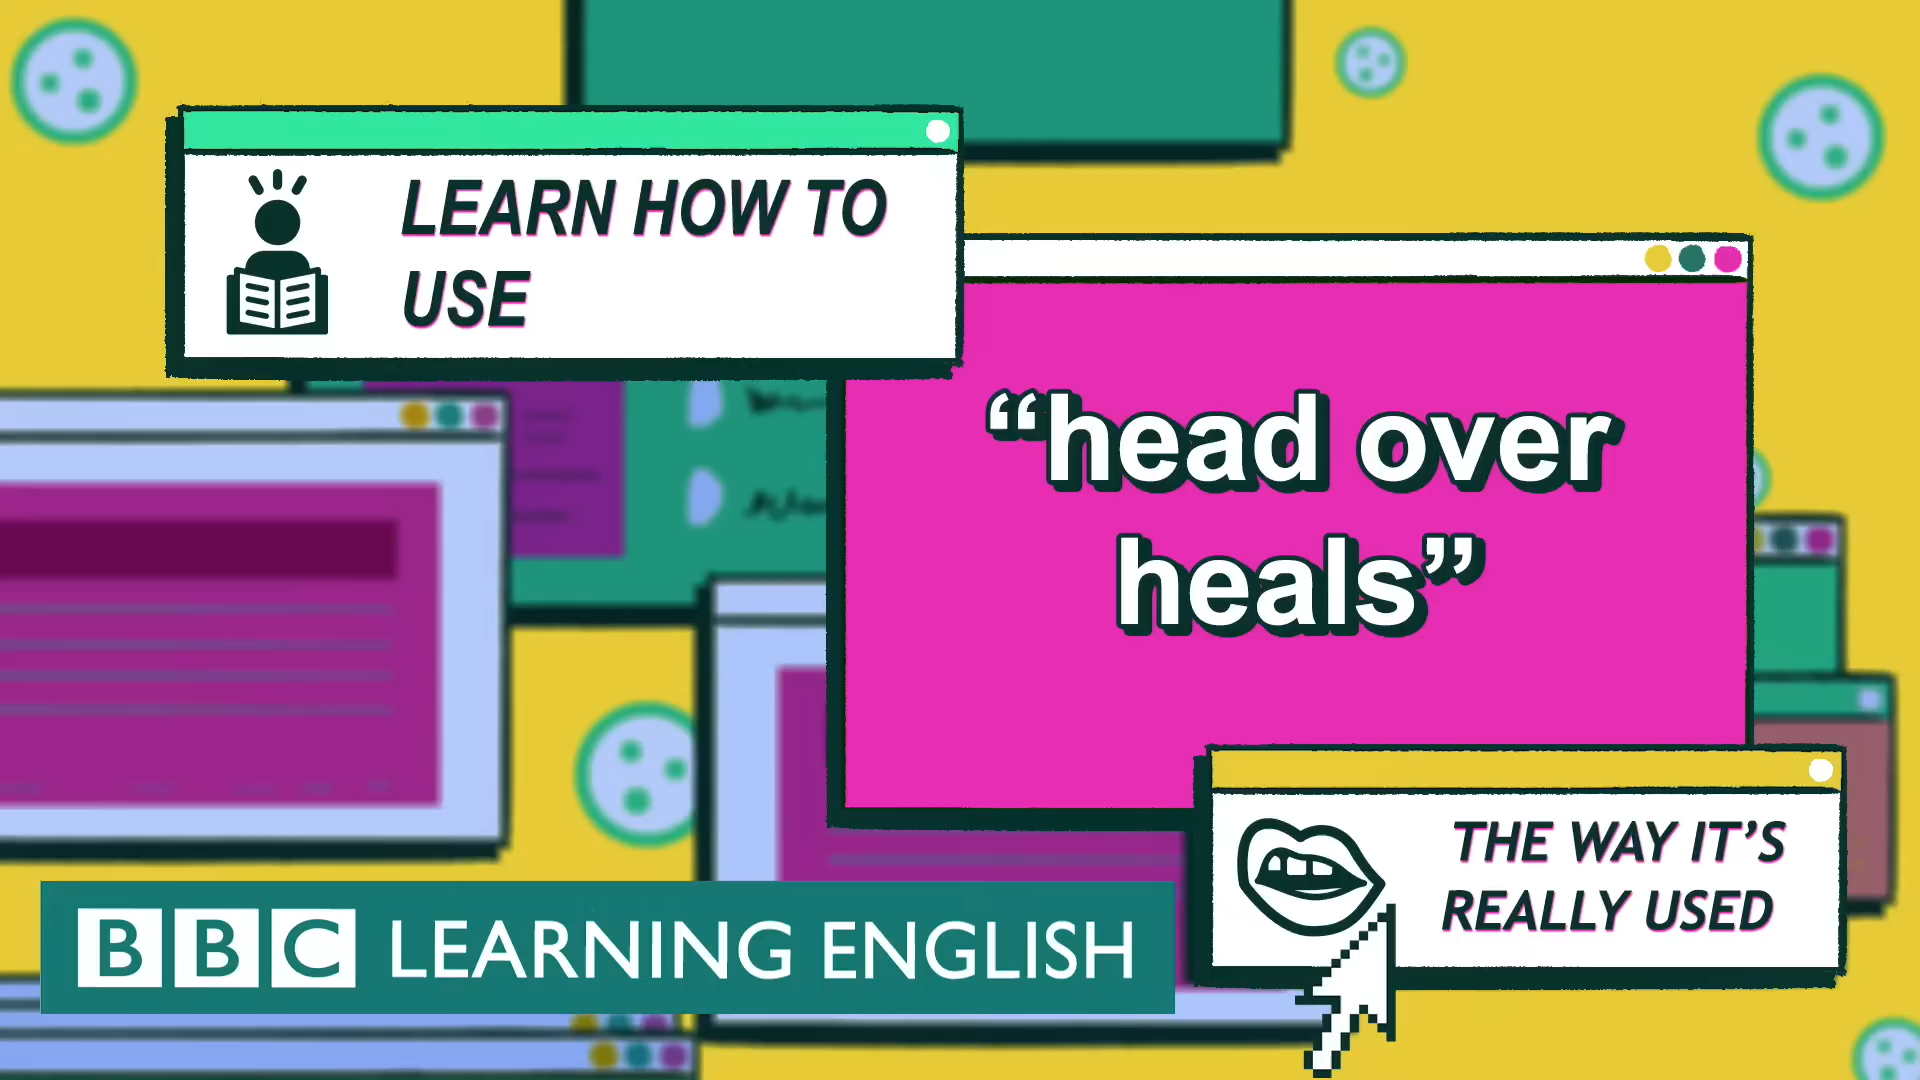 LEARN HOW TO
USE
“head over
heals”
THE WAY IT’S
REALLY USED
BBC LEARNING ENGLISH